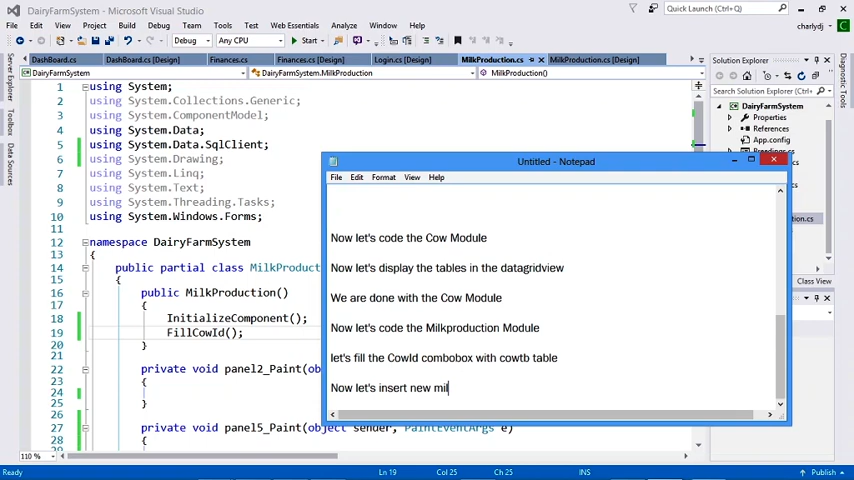 DairyFarmSystem - Microsoft Visual Studio
Quick Launch (Ctrl+Q)
File Edit View Project Build Debug Team Tools Test Web Essentials Analyze Window Help
charlydj
Debug Any CPU Start
DashBoard.cs DashBoard.cs [Design] Finances.cs Finances.cs [Design] Login.cs [Design] MilkProduction.cs MilkProduction.cs [Design]
Solution Explorer
DairyFarmSystem DairyFarmSystem.MilkProduction MilkProduction()
Server Explorer
Toolbox
Data Sources
Diagnostic Tools
Search Solution Explorer
DairyFarmSystem
Properties
References
App.config
Breedings.cs
Class View
1 using System;
2 using System.Collections.Generic;
3 using System.ComponentModel;
4 using System.Data;
5 using System.Data.SqlClient;
6 using System.Drawing;
7 using System.Linq;
8 using System.Text;
9 using System.Threading.Tasks;
10 using System.Windows.Forms;
12 namespace DairyFarmSystem
13 {
14 public partial class MilkProduct
15 {
16 public MilkProduction()
17 {
18 InitializeComponent();
19 FillCowId();
20 }
22 private void panel2_Paint(ob
23 {
24
25 }
26
27 private void panel5_Paint(object sender, PaintEventArgs e)
28 {
Untitled - Notepad
File Edit Format View Help
Now let's code the Cow Module
Now let's display the tables in the datagridview
We are done with the Cow Module
Now let's code the Milkproduction Module
let's fill the CowId combobox with cowtb table
Now let's insert new mil
110 %
Ready Ln 19 Col 25 Ch 25 INS Publish